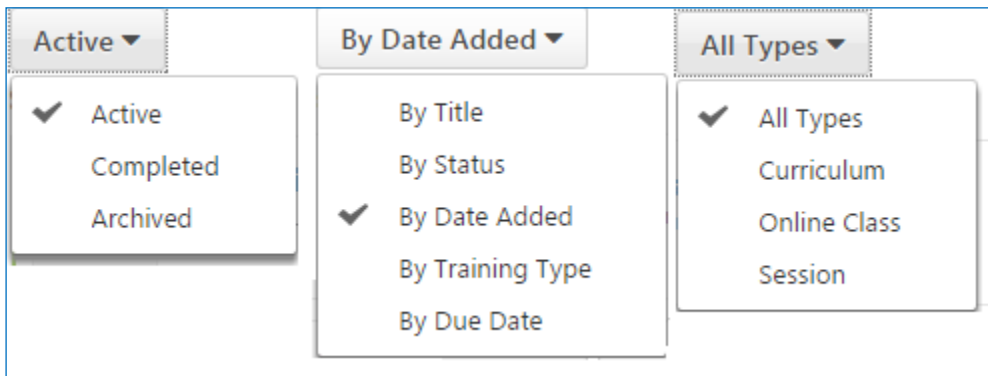 Active
Active
Completed
Archived
By Date Added
By Title
By Status
By Date Added
By Training Type
By Due Date
All Types
All Types
Curriculum
Online Class
Session